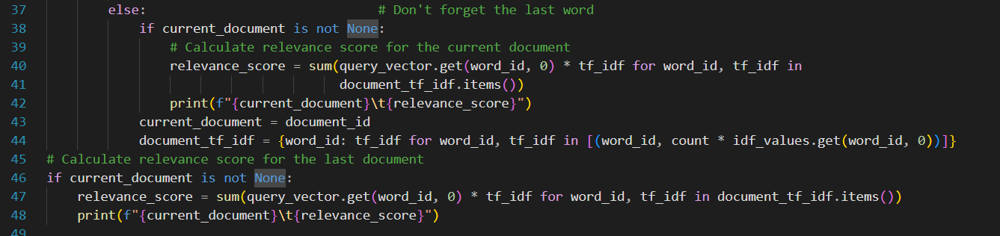 37 else: # Don't forget the last word
38 if current_document is not None:
39 # Calculate relevance score for the current document
40 relevance_score = sum(query_vector.get(word_id, 0) * tf_idf for word_id, tf_idf in
41 document_tf_idf.items())
42 print(f"{current_document}\t{relevance_score}")
43 current_document = document_id
44 document_tf_idf = {word_id: tf_idf for word_id, tf_idf in [(word_id, count * idf_values.get(word_id, 0))]}
45 # Calculate relevance score for the last document
46 if current_document is not None:
47 relevance_score = sum(query_vector.get(word_id, 0) * tf_idf for word_id, tf_idf in document_tf_idf.items())
48 print(f"{current_document}\t{relevance_score}")
49